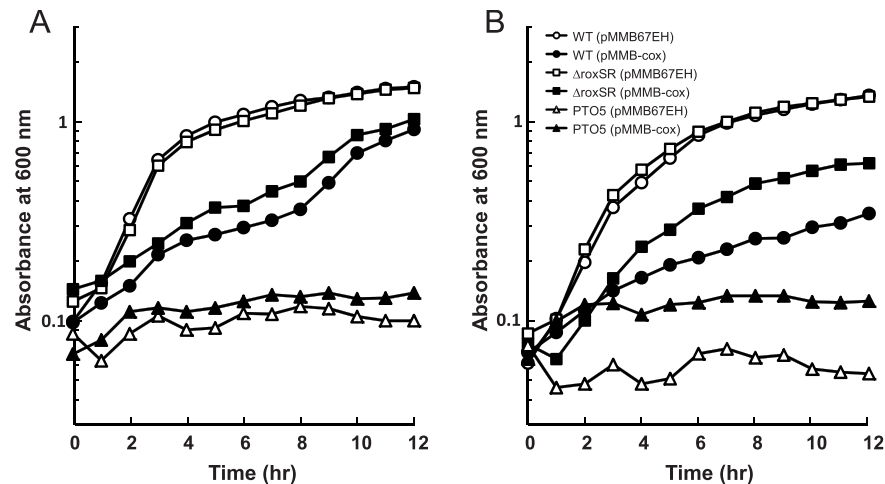 A
Absorbance at 600 nm
1
0.1
0
2
4
6
8
10
12
Time (hr)
B
WT (pMMB67EH)
WT (pMMB-cox)
ΔroxSR (pMMB67EH)
ΔroxSR (pMMB-cox)
PTO5 (pMMB67EH)
PTO5 (pMMB-cox)
Absorbance at 600 nm
1
0.1
0
2
4
6
8
10
12
Time (hr)